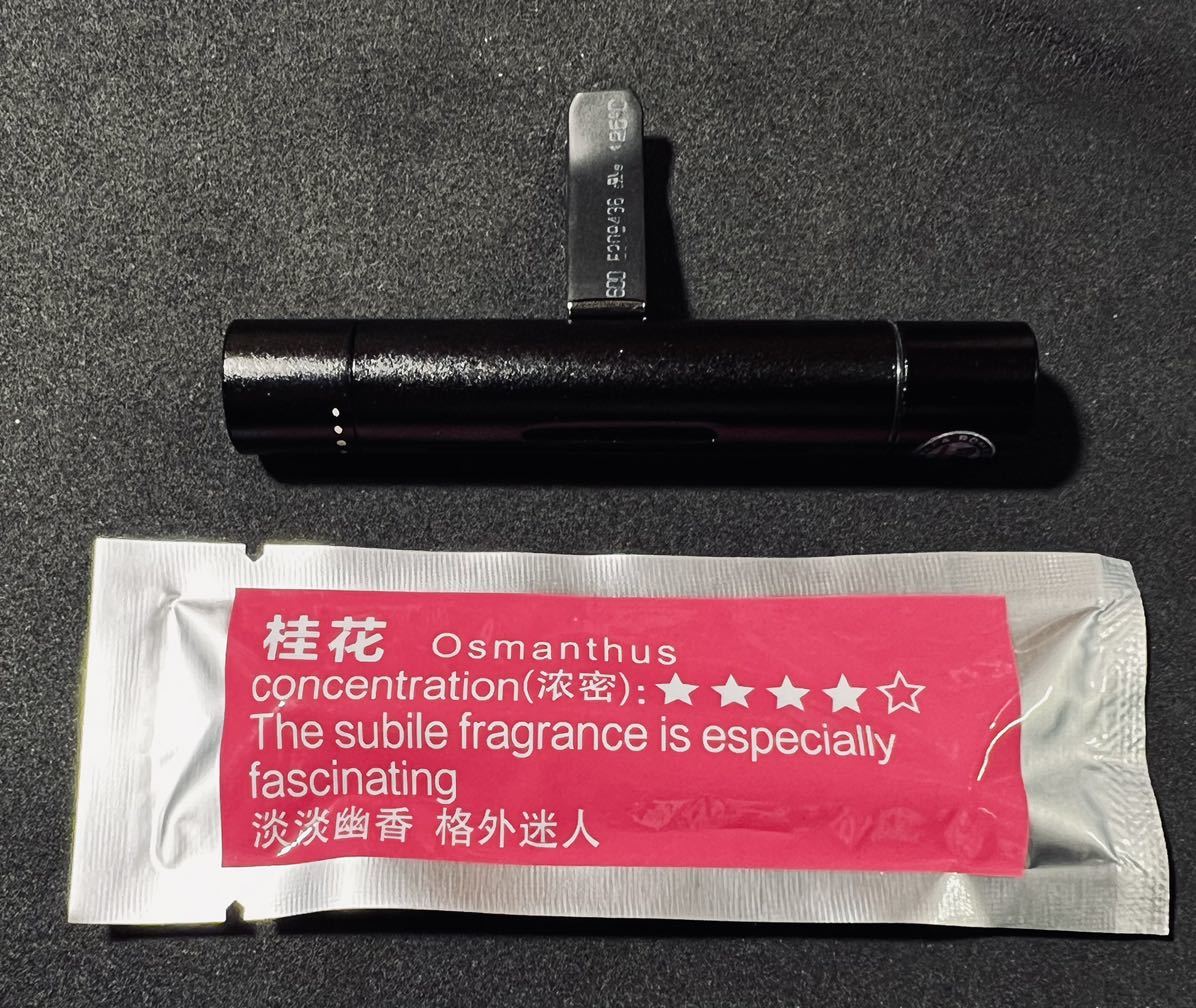 桂花 Osmanthus
concentration(浓密):★★★★☆
The subile fragrance is especially
fascinating
淡淡幽香 格外迷人